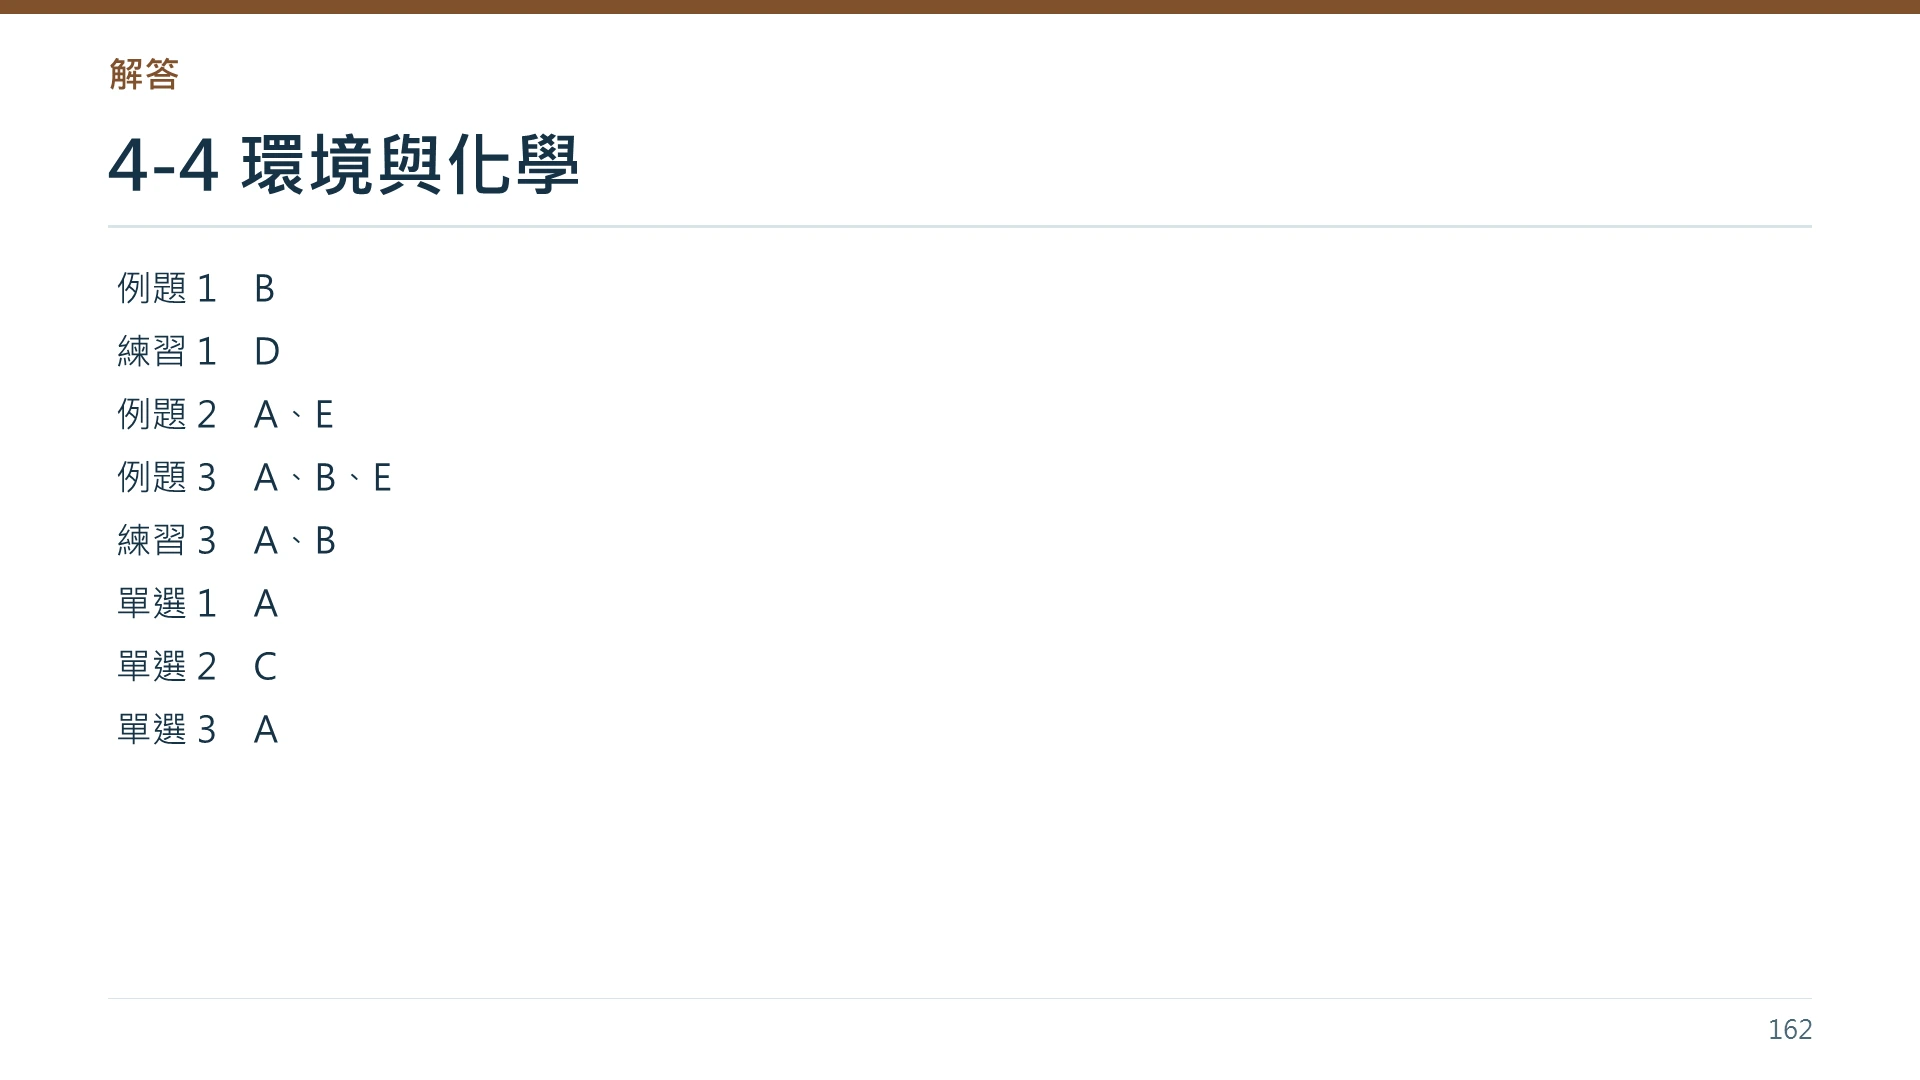 解答
4-4 環境與化學
例題 1 B
練習 1 D
例題 2 A、E
例題 3 A、B、E
練習 3 A、B
單選 1 A
單選 2 C
單選 3 A
162